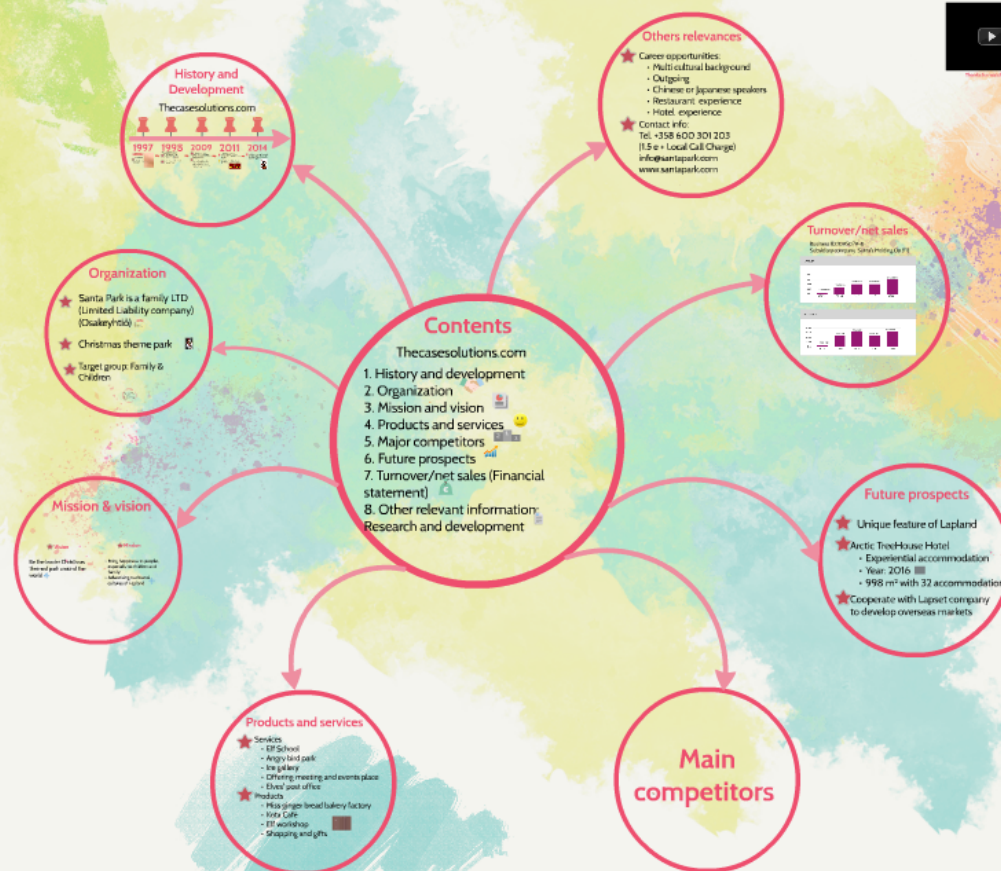 Contents
Thecasesolutions.com
1. History and development
2. Organization
3. Mission and vision
4. Products and services
5. Major competitors
6. Future prospects
7. Turnover/net sales (Financial
statement)
8. Other relevant information:
Research and development
History and
Development
Thecasesolutions.com
1997 1998 2009 2011 2014
Organization
Santa Park is a family LTD
(Limited Liability company)
(Osakeyhtiö)
Christmas theme park
Target group: Family &
Children
Mission & vision
Vision
Mission
Products and services
Services
- Elf School
- Angry bird park
- Ice gallery
- Offering meeting and events place
- Elves' post office
Products
- Miss ginger bread bakery factory
- Kota Café
- Elf workshop
- Shopping and gifts
Main
competitors
Future prospects
Unique feature of Lapland
Arctic TreeHouse Hotel
• Experiential accommodation
• Year: 2016
• 998 m² with 32 accommodation
Cooperate with Lapset company
to develop overseas markets
Turnover/net sales
Others relevances
Career opportunities:
• Multi cultural background
• Outgoing
• Chinese or Japanese speakers
• Restaurant experience
• Hotel experience
Contact info:
Tel. +358 600 301 203
(1.5 e + Local Call Charge)
info@santapark.com
www.santapark.com